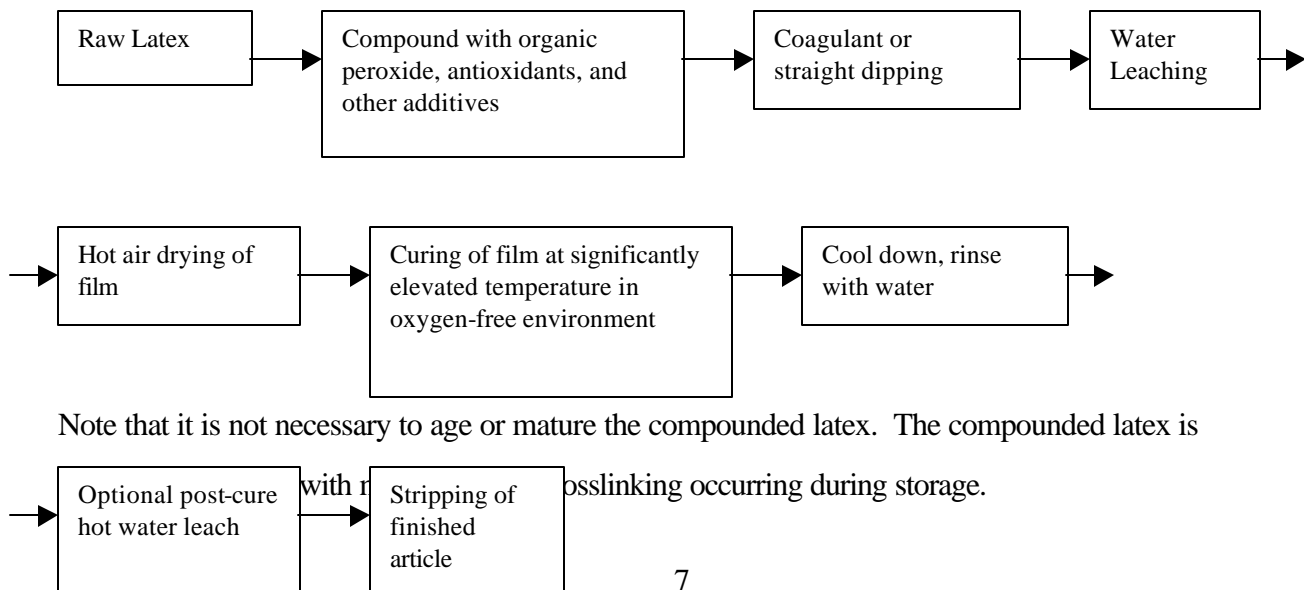 Raw Latex
Compound with organic
peroxide, antioxidants, and
other additives
Coagulant or
straight dipping
Water
Leaching
Hot air drying of
film
Curing of film at significantly
elevated temperature in
oxygen-free environment
Cool down, rinse
with water
Note that it is not necessary to age or mature the compounded latex.  The compounded latex is
with osslinking occurring during storage.
Optional post-cure
hot water leach
Stripping of
finished
article
7